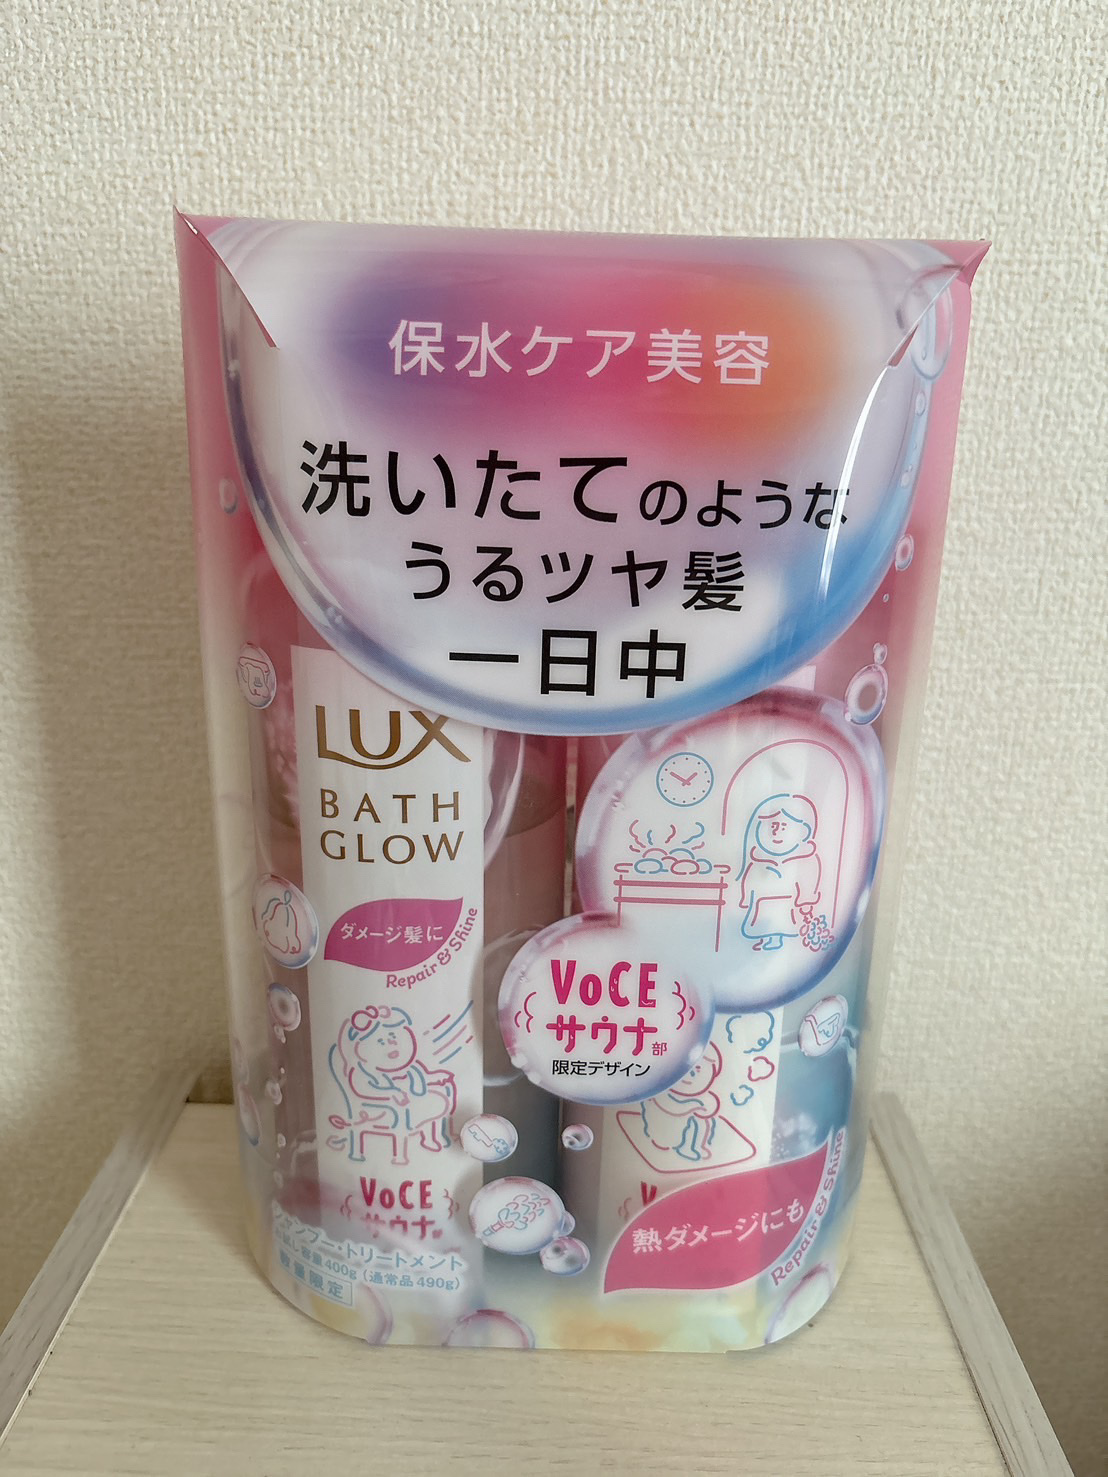 保水ケア美容
洗いたてのような
うるツヤ髪
一日中
LUX
BATH
GLOW
ダメージ髪に
Repair & Shine
VoCE
サウナ部
限定デザイン
VoCE
サウナ部
シャンプー・トリートメント
お試し容量400g（通常品490g）
数量限定
熱ダメージにも
Repair & Shine